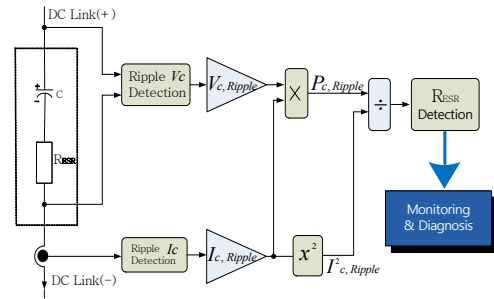 DC Link(+)
C
RESR
Ripple Vc
Detection
Vc, Ripple
×
Pc, Ripple
÷
RESR
Detection
Monitoring
& Diagnosis
Ripple Ic
Detection
Ic, Ripple
x²
I²c, Ripple
DC Link(-)